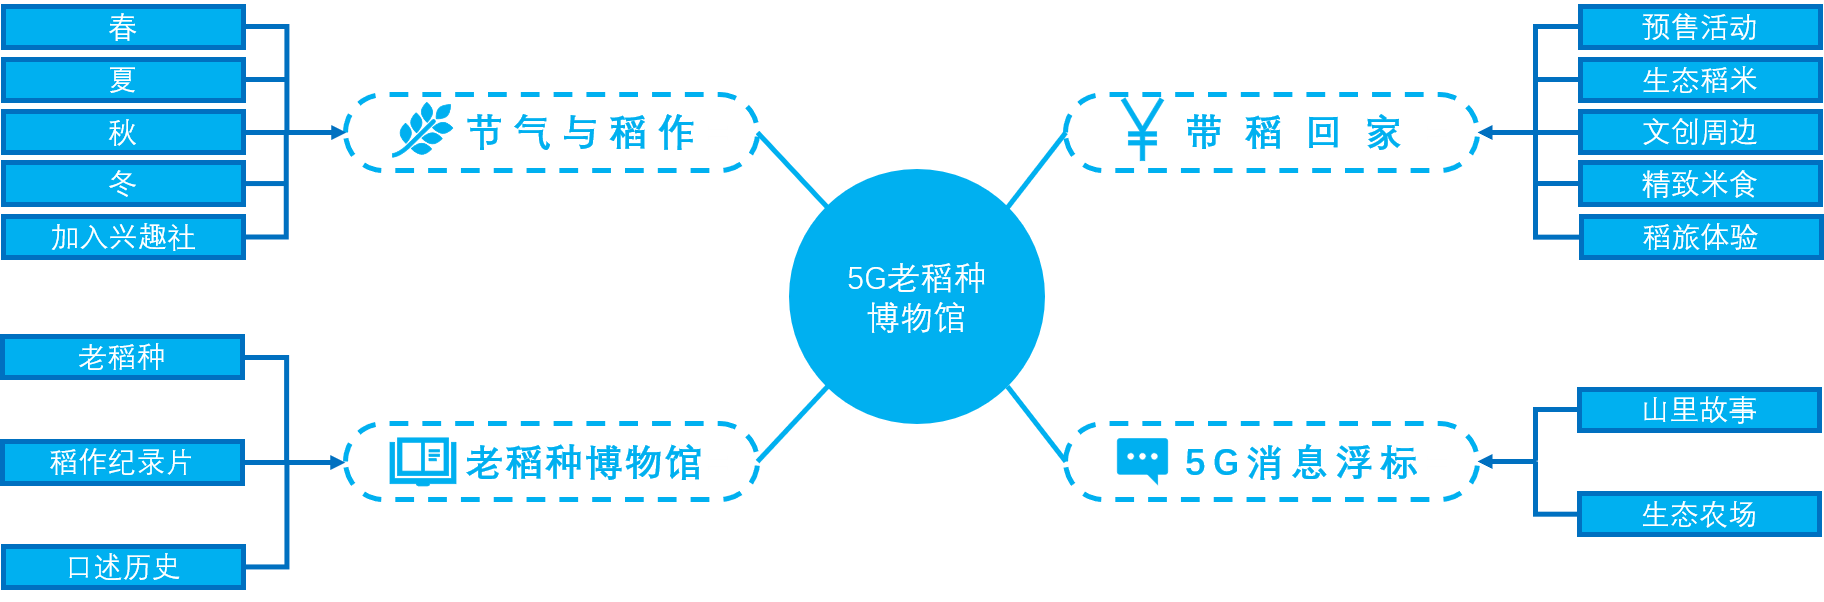 春
夏
秋
冬
加入兴趣社
节气与稻作
老稻种
稻作纪录片
口述历史
老稻种博物馆
5G老稻种
博物馆
带稻回家
预售活动
生态稻米
文创周边
精致米食
稻旅体验
5G消息浮标
山里故事
生态农场